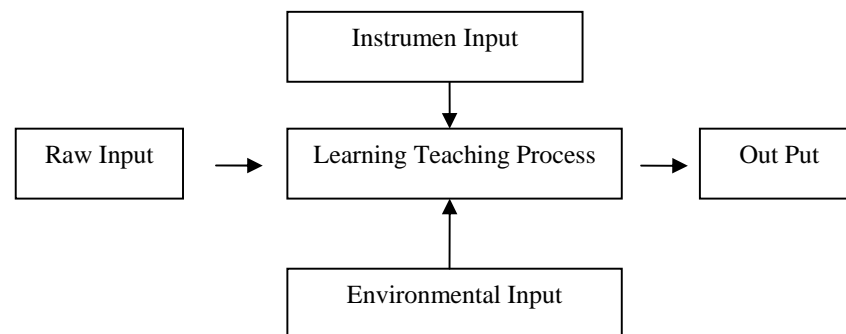 Instrumen Input
Raw Input
Learning Teaching Process
Out Put
Environmental Input